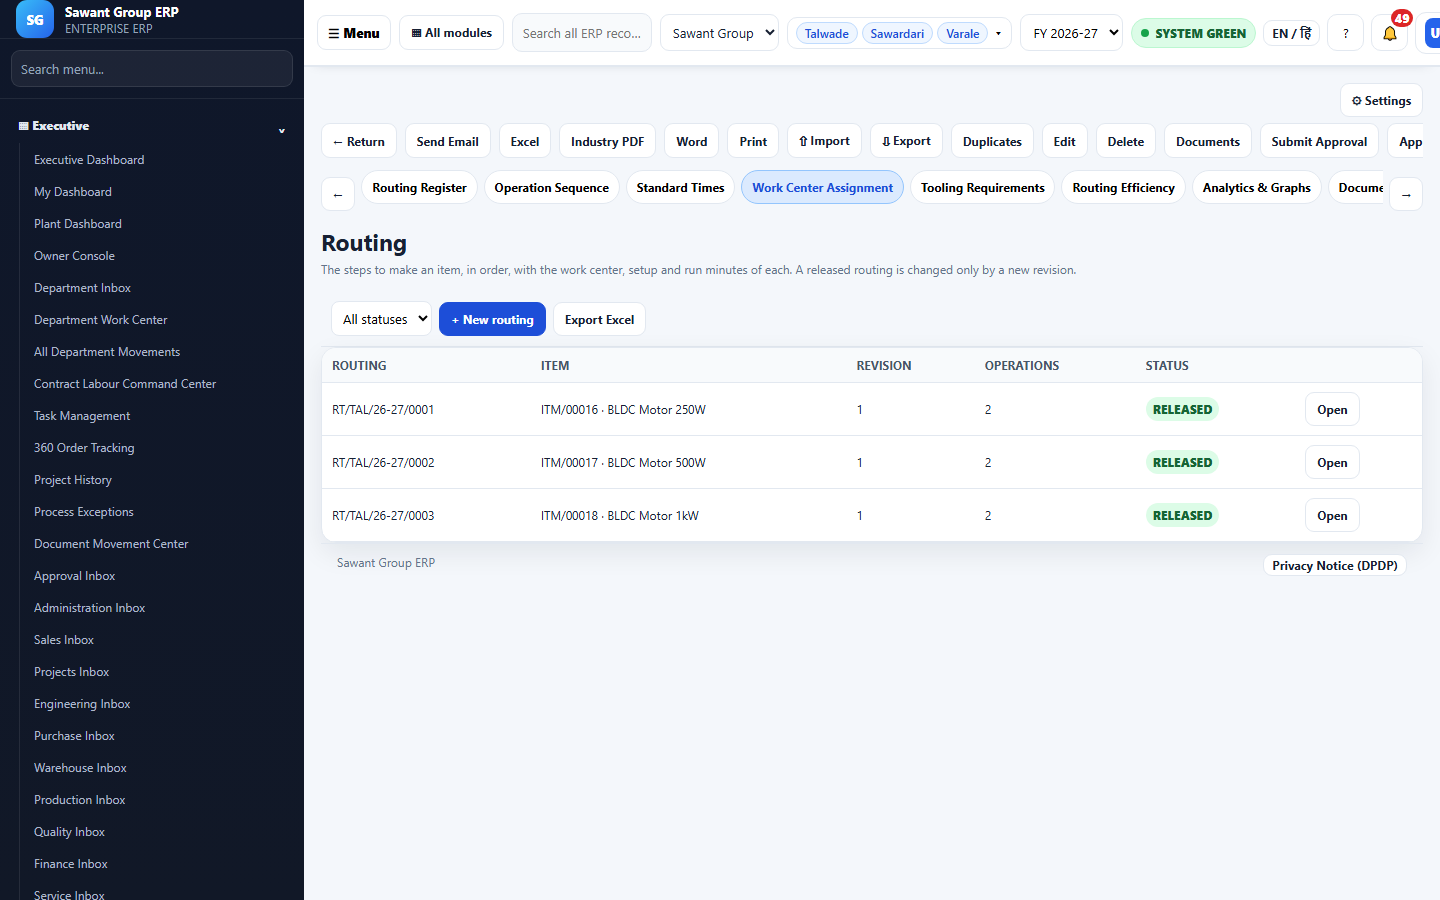 SG
Sawant Group ERP
ENTERPRISE ERP
☰ Menu
▦ All modules
Search all ERP reco...
Sawant Group
Talwade
Sawardari
Varale
FY 2026-27
SYSTEM GREEN
EN / हिं
?
49
U
Search menu...
▦ Executive
Executive Dashboard
My Dashboard
Plant Dashboard
Owner Console
Department Inbox
Department Work Center
All Department Movements
Contract Labour Command Center
Task Management
360 Order Tracking
Project History
Process Exceptions
Document Movement Center
Approval Inbox
Administration Inbox
Sales Inbox
Projects Inbox
Engineering Inbox
Purchase Inbox
Warehouse Inbox
Production Inbox
Quality Inbox
Finance Inbox
Service Inbox
⚙ Settings
← Return
Send Email
Excel
Industry PDF
Word
Print
⇧ Import
⇩ Export
Duplicates
Edit
Delete
Documents
Submit Approval
App
←
Routing Register
Operation Sequence
Standard Times
Work Center Assignment
Tooling Requirements
Routing Efficiency
Analytics & Graphs
Docume
→
Routing
The steps to make an item, in order, with the work center, setup and run minutes of each. A released routing is changed only by a new revision.
All statuses
+ New routing
Export Excel
ROUTING ITEM REVISION OPERATIONS STATUS
RT/TAL/26-27/0001 ITM/00016 · BLDC Motor 250W 1 2 RELEASED Open
RT/TAL/26-27/0002 ITM/00017 · BLDC Motor 500W 1 2 RELEASED Open
RT/TAL/26-27/0003 ITM/00018 · BLDC Motor 1kW 1 2 RELEASED Open
Sawant Group ERP
Privacy Notice (DPDP)